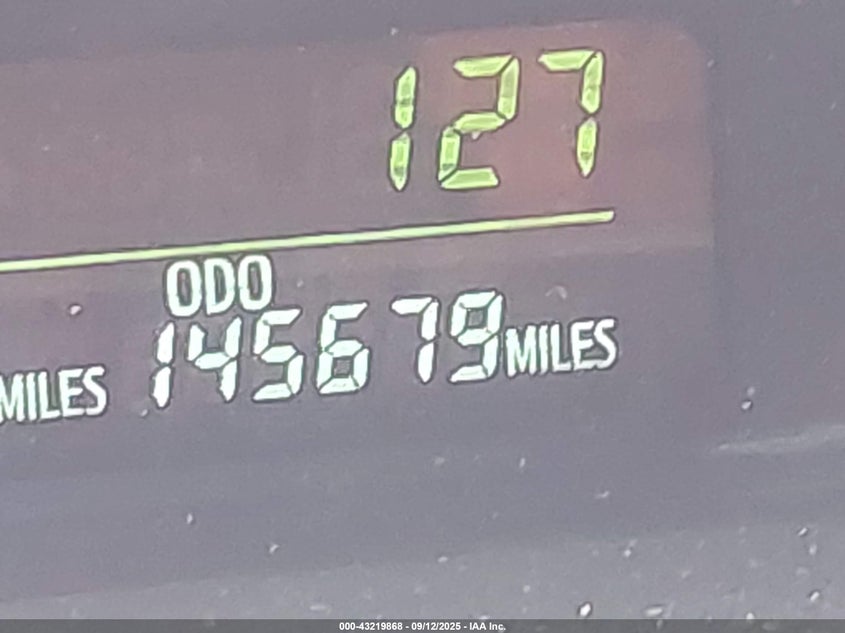 127
ODO
MILES 145679 MILES
000-43219868 - 09/12/2025 - IAA Inc.